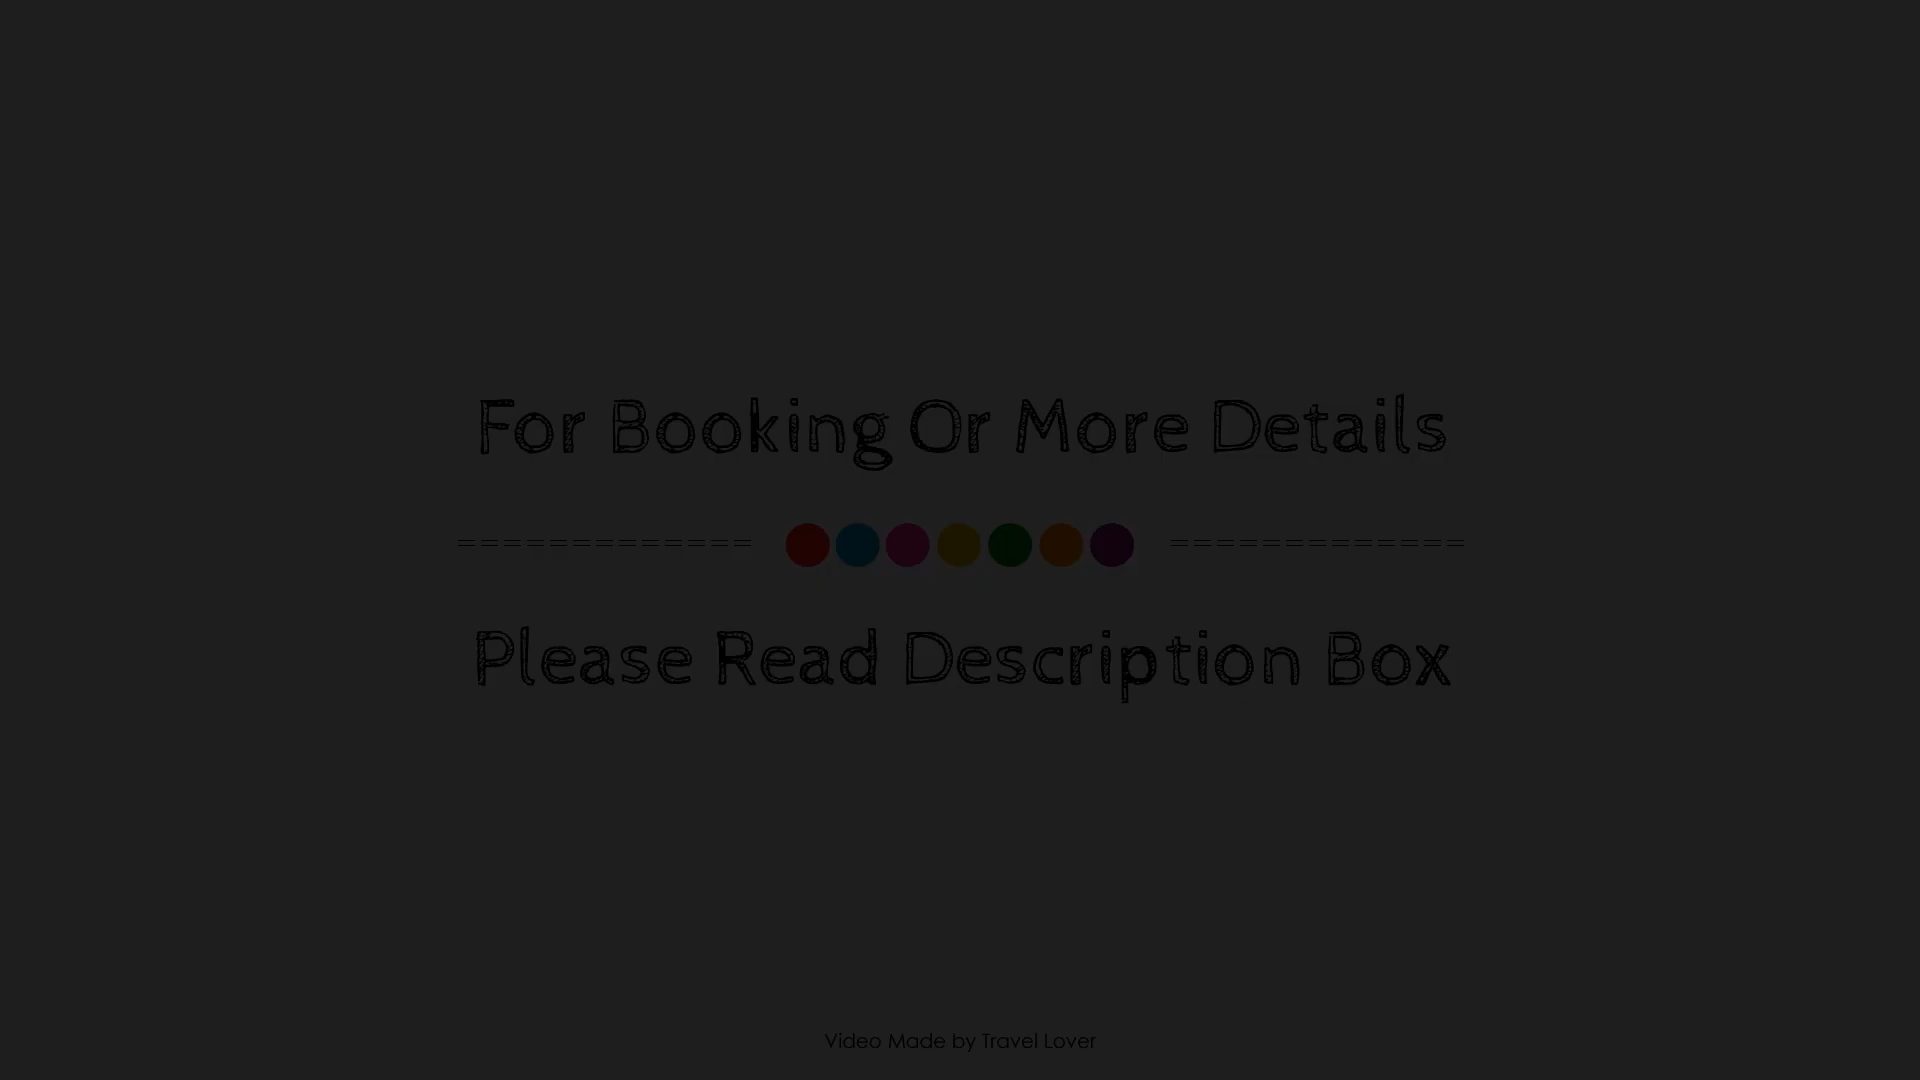 For Booking Or More Details
============= =============
Please Read Description Box
Video Made by Travel Lover